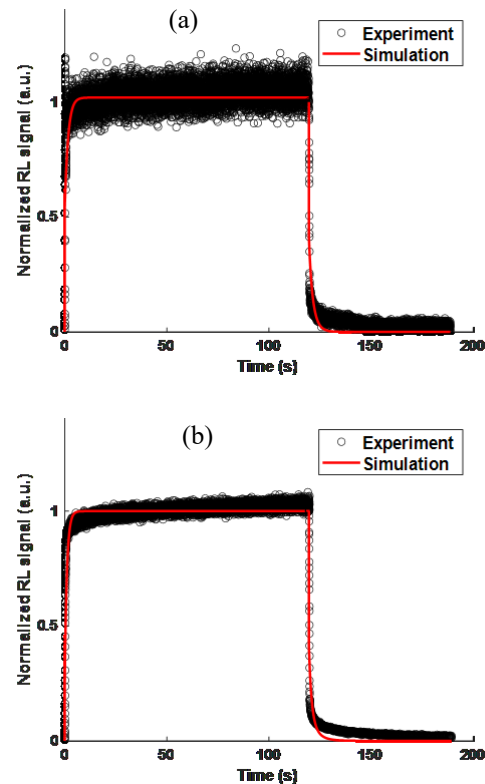 (a)
Experiment
Simulation
Normalized RL signal (a.u.)
1
0.5
0
0 50 100 150 200
Time (s)
(b)
Experiment
Simulation
Normalized RL signal (a.u.)
1
0.5
0
0 50 100 150 200
Time (s)